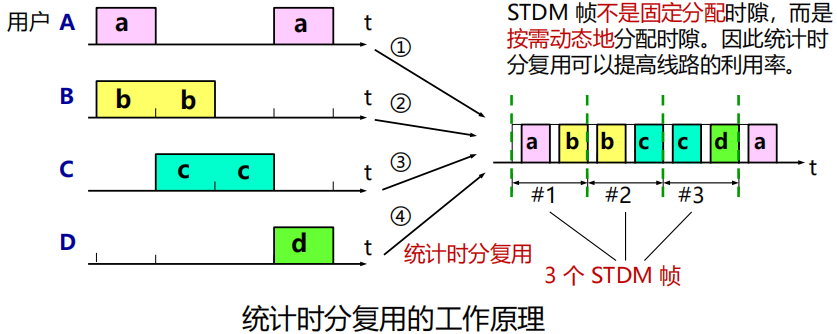 STDM 帧不是固定分配时隙，而是
按需动态地分配时隙。因此统计时
分复用可以提高线路的利用率。
用户 A a a t
①
B b b t
②
C c c t
③
D d t
④
统计时分复用
a b b c c d a
t
#1 #2 #3
3 个 STDM 帧
统计时分复用的工作原理